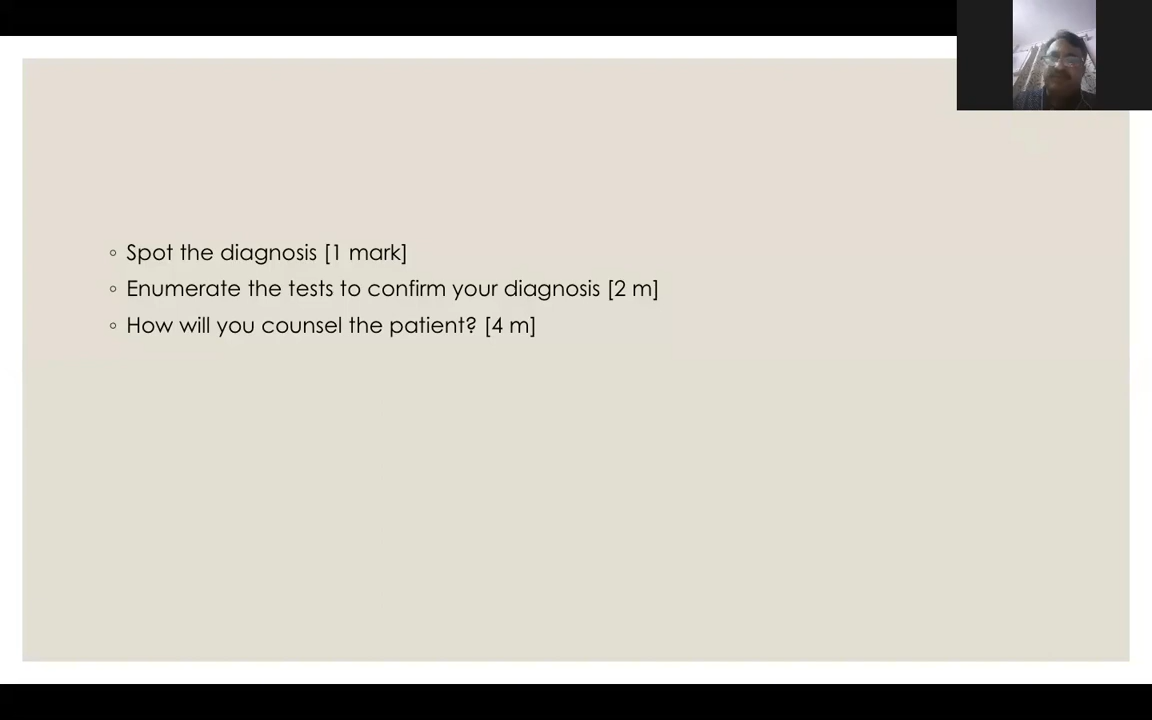 ◦ Spot the diagnosis [1 mark]
◦ Enumerate the tests to confirm your diagnosis [2 m]
◦ How will you counsel the patient? [4 m]